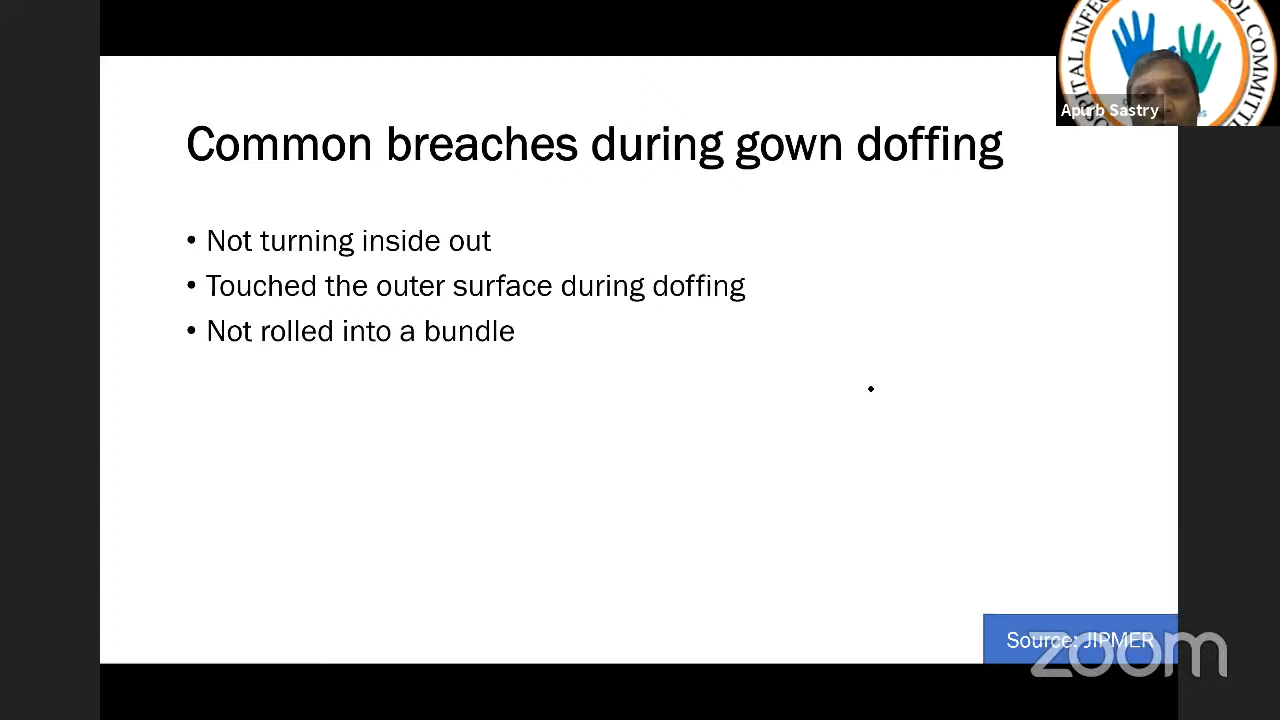 Common breaches during gown doffing
• Not turning inside out
• Touched the outer surface during doffing
• Not rolled into a bundle
Apurb Sastry
Source: JIPMER
zoom